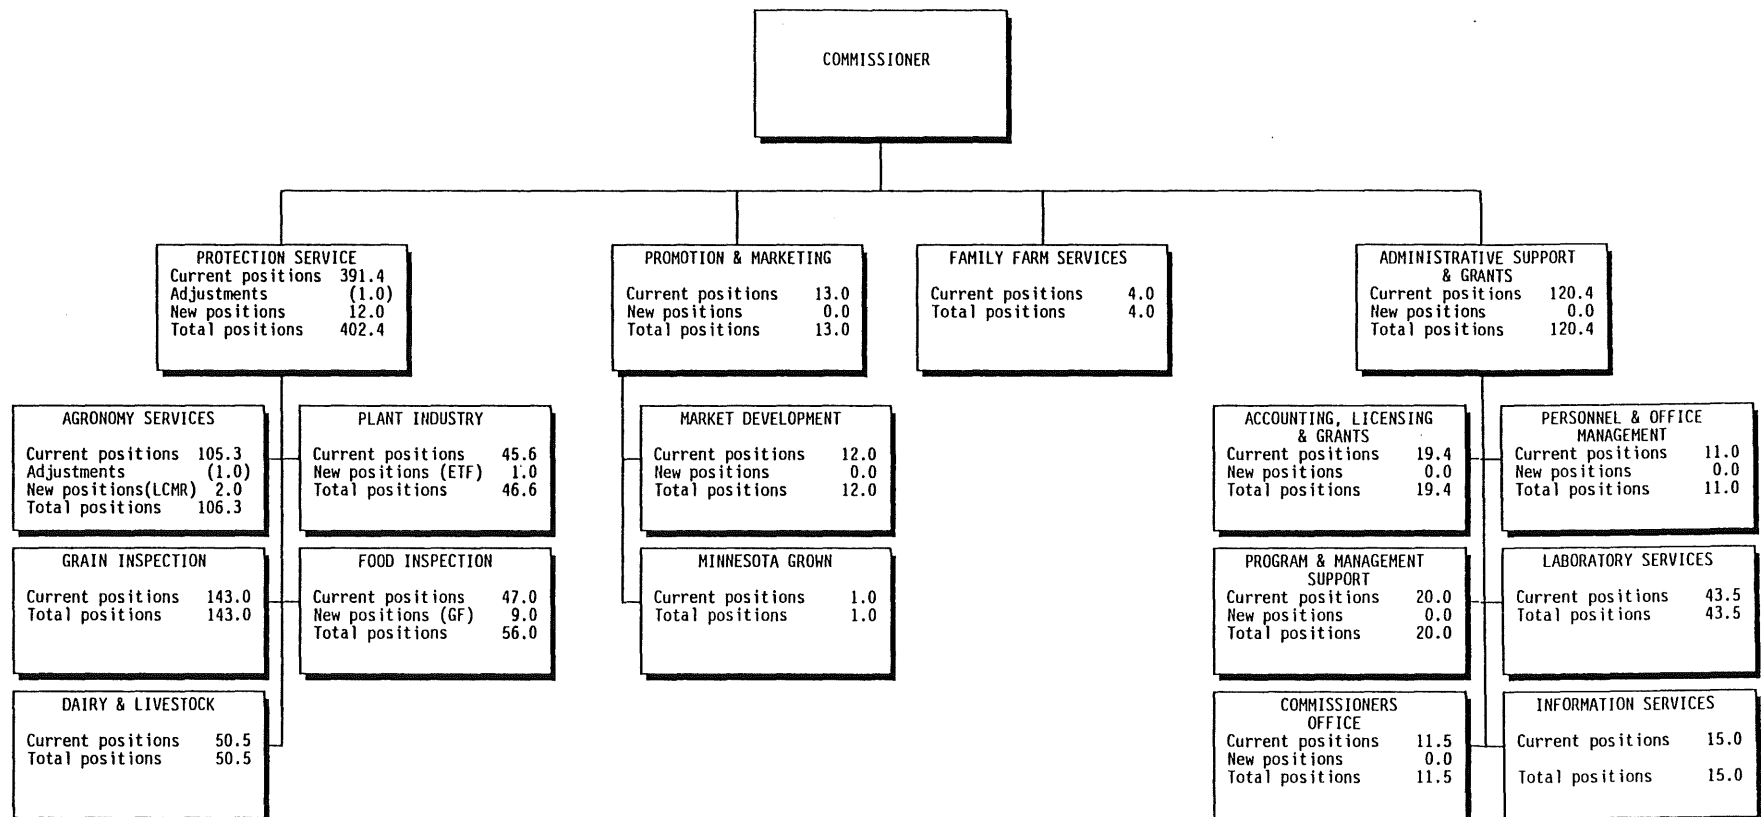 COMMISSIONER
PROTECTION SERVICE
Current positions 391.4
Adjustments (1.0)
New positions 12.0
Total positions 402.4
PROMOTION & MARKETING
Current positions 13.0
New positions 0.0
Total positions 13.0
FAMILY FARM SERVICES
Current positions 4.0
Total positions 4.0
ADMINISTRATIVE SUPPORT
& GRANTS
Current positions 120.4
New positions 0.0
Total positions 120.4
AGRONOMY SERVICES
Current positions 105.3
Adjustments (1.0)
New positions(LCMR) 2.0
Total positions 106.3
PLANT INDUSTRY
Current positions 45.6
New positions (ETF) 1.0
Total positions 46.6
MARKET DEVELOPMENT
Current positions 12.0
New positions 0.0
Total positions 12.0
ACCOUNTING, LICENSING
& GRANTS
Current positions 19.4
New positions 0.0
Total positions 19.4
PERSONNEL & OFFICE
MANAGEMENT
Current positions 11.0
New positions 0.0
Total positions 11.0
GRAIN INSPECTION
Current positions 143.0
Total positions 143.0
FOOD INSPECTION
Current positions 47.0
New positions (GF) 9.0
Total positions 56.0
MINNESOTA GROWN
Current positions 1.0
Total positions 1.0
PROGRAM & MANAGEMENT
SUPPORT
Current positions 20.0
New positions 0.0
Total positions 20.0
LABORATORY SERVICES
Current positions 43.5
Total positions 43.5
DAIRY & LIVESTOCK
Current positions 50.5
Total positions 50.5
COMMISSIONERS
OFFICE
Current positions 11.5
New positions 0.0
Total positions 11.5
INFORMATION SERVICES
Current positions 15.0
Total positions 15.0